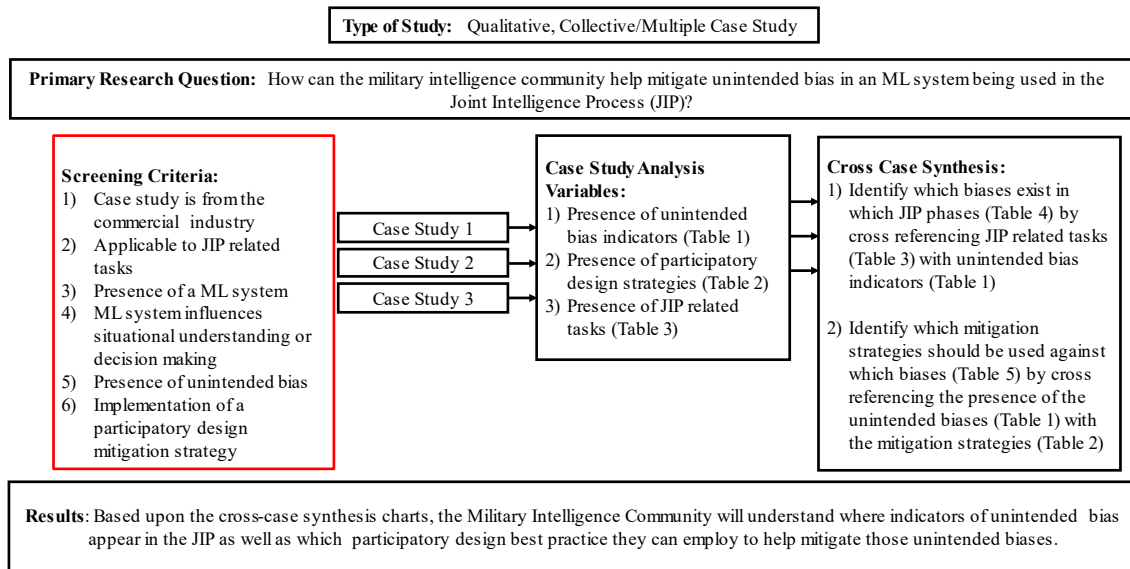 Type of Study: Qualitative, Collective/Multiple Case Study
Primary Research Question: How can the military intelligence community help mitigate unintended bias in an ML system being used in the
Joint Intelligence Process (JIP)?
Screening Criteria:
1) Case study is from the
commercial industry
2) Applicable to JIP related
tasks
3) Presence of a ML system
4) ML system influences
situational understanding or
decision making
5) Presence of unintended bias
6) Implementation of a
participatory design
mitigation strategy
Case Study 1
Case Study 2
Case Study 3
Case Study Analysis
Variables:
1) Presence of unintended
bias indicators (Table 1)
2) Presence of participatory
design strategies (Table 2)
3) Presence of JIP related
tasks (Table 3)
Cross Case Synthesis:
1) Identify which biases exist in
which JIP phases (Table 4) by
cross referencing JIP related tasks
(Table 3) with unintended bias
indicators (Table 1)
2) Identify which mitigation
strategies should be used against
which biases (Table 5) by cross
referencing the presence of the
unintended biases (Table 1) with
the mitigation strategies (Table 2)
Results: Based upon the cross-case synthesis charts, the Military Intelligence Community will understand where indicators of unintended bias
appear in the JIP as well as which participatory design best practice they can employ to help mitigate those unintended biases.